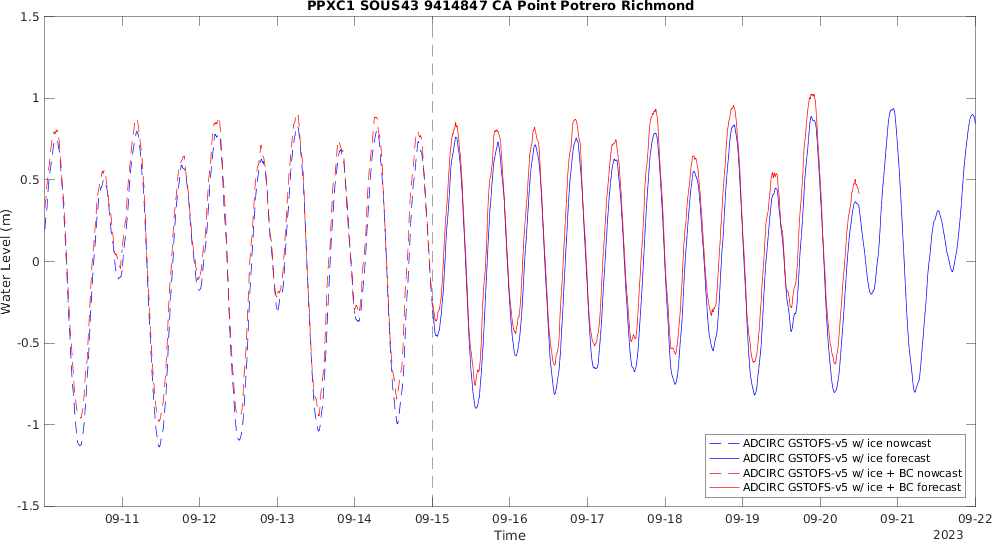 PPXC1 SOUS43 9414847 CA Point Potrero Richmond
1.5
1
0.5
0
-0.5
-1
-1.5
Water Level (m)
09-11 09-12 09-13 09-14 09-15 09-16 09-17 09-18 09-19 09-20 09-21 09-22
2023
Time
ADCIRC GSTOFS-v5 w/ ice nowcast
ADCIRC GSTOFS-v5 w/ ice forecast
ADCIRC GSTOFS-v5 w/ ice + BC nowcast
ADCIRC GSTOFS-v5 w/ ice + BC forecast